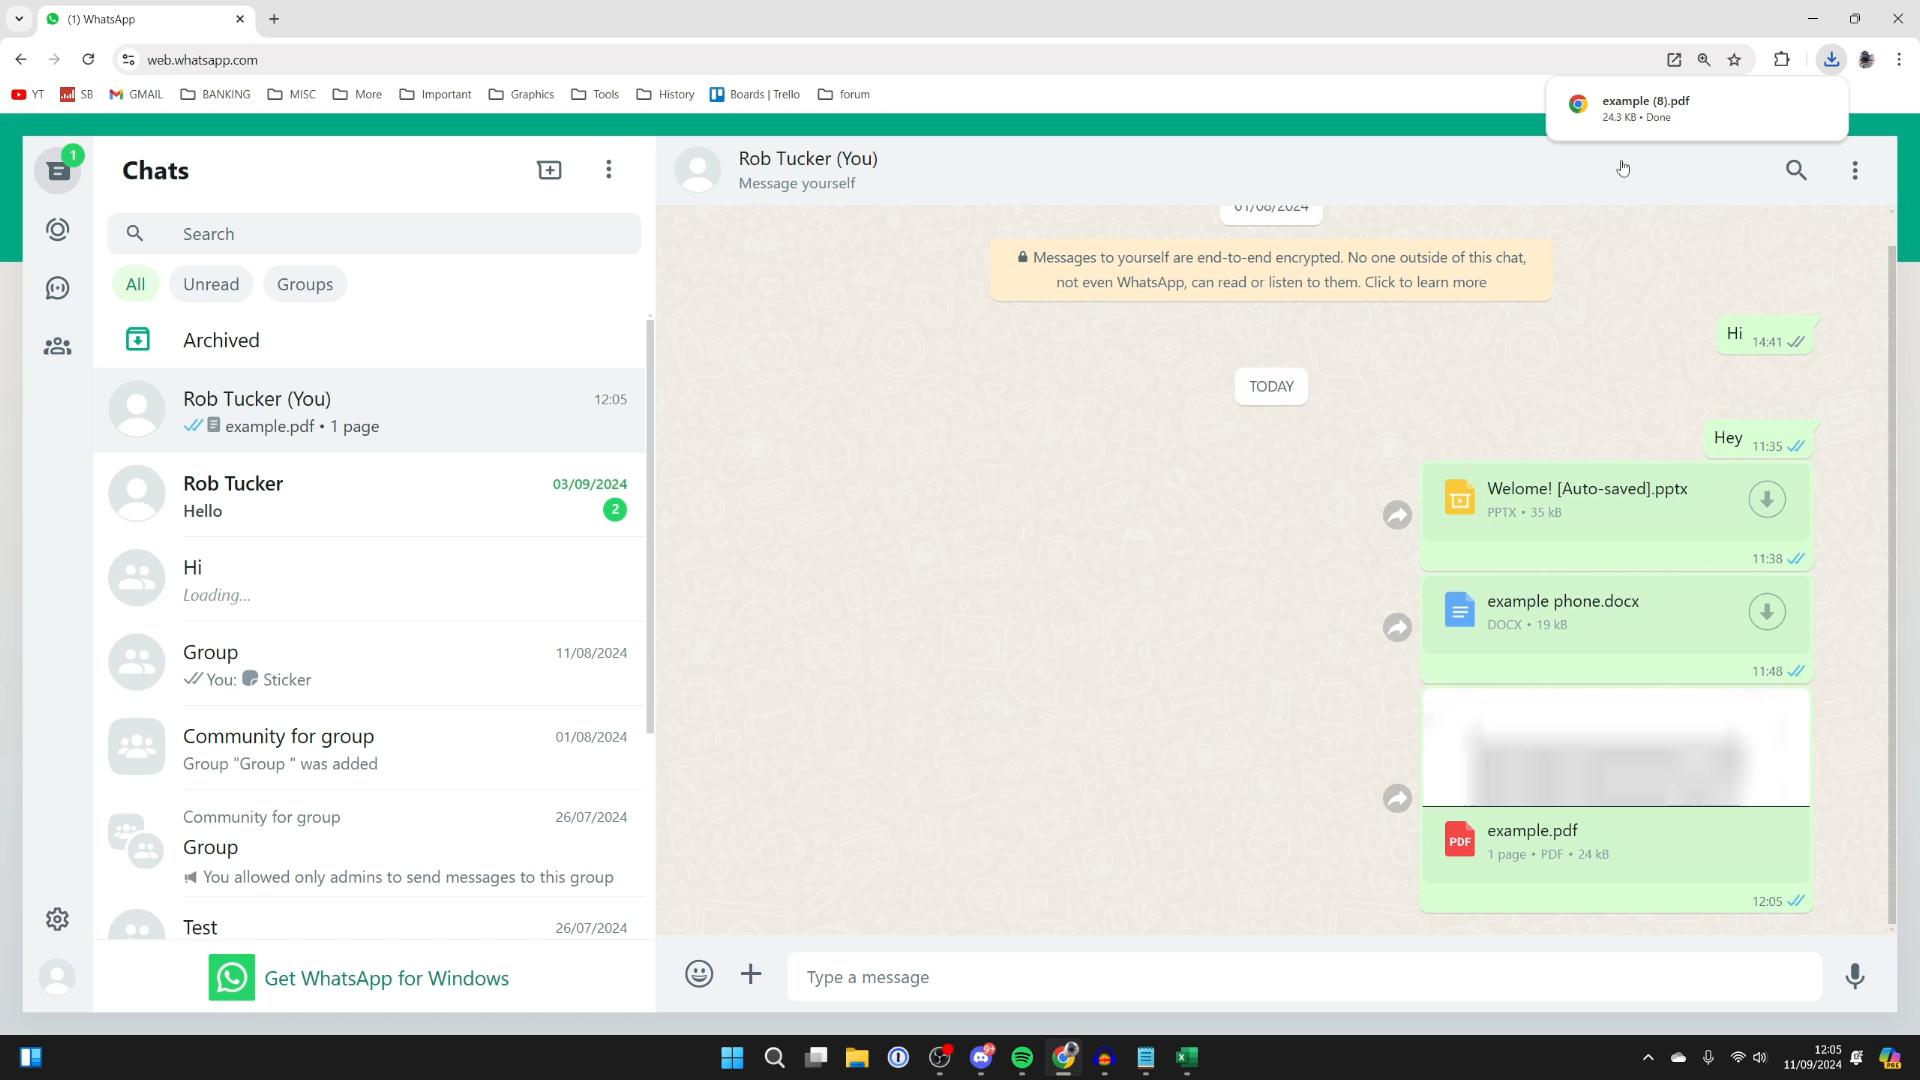 (1) WhatsApp
web.whatsapp.com
YT SB GMAIL BANKING MISC More Important Graphics Tools History Boards | Trello forum
example (8).pdf
24.3 KB • Done
1
Chats
Search
All Unread Groups
Archived
Rob Tucker (You) 12:05
example.pdf • 1 page
Rob Tucker 03/09/2024
Hello 2
Hi
Loading...
Group 11/08/2024
You: Sticker
Community for group 01/08/2024
Group "Group " was added
Community for group 26/07/2024
Group
You allowed only admins to send messages to this group
Test 26/07/2024
Get WhatsApp for Windows
Rob Tucker (You)
Message yourself
01/08/2024
Messages to yourself are end-to-end encrypted. No one outside of this chat,
not even WhatsApp, can read or listen to them. Click to learn more
Hi 14:41
TODAY
Hey 11:35
Welome! [Auto-saved].pptx
PPTX • 35 kB
11:38
example phone.docx
DOCX • 19 kB
11:48
PDF
example.pdf
1 page • PDF • 24 kB
12:05
Type a message
9+
12:05
11/09/2024
PRE